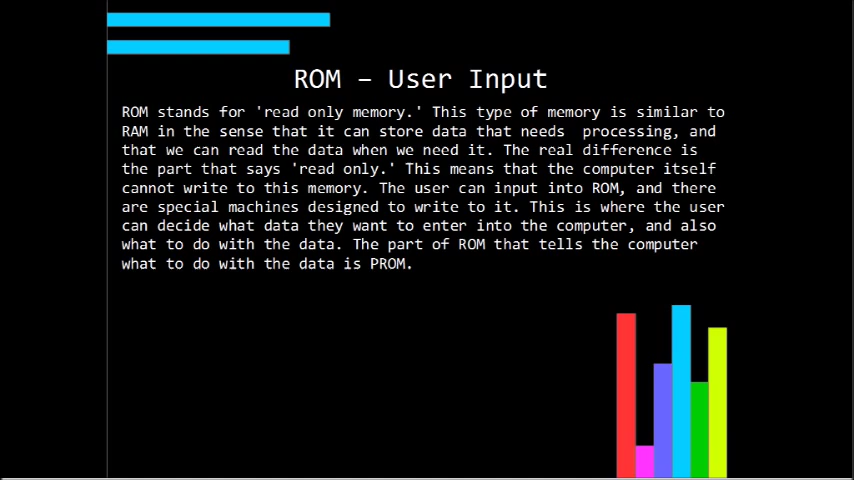 ROM – User Input
ROM stands for 'read only memory.' This type of memory is similar to
RAM in the sense that it can store data that needs  processing, and
that we can read the data when we need it. The real difference is
the part that says 'read only.' This means that the computer itself
cannot write to this memory. The user can input into ROM, and there
are special machines designed to write to it. This is where the user
can decide what data they want to enter into the computer, and also
what to do with the data. The part of ROM that tells the computer
what to do with the data is PROM.